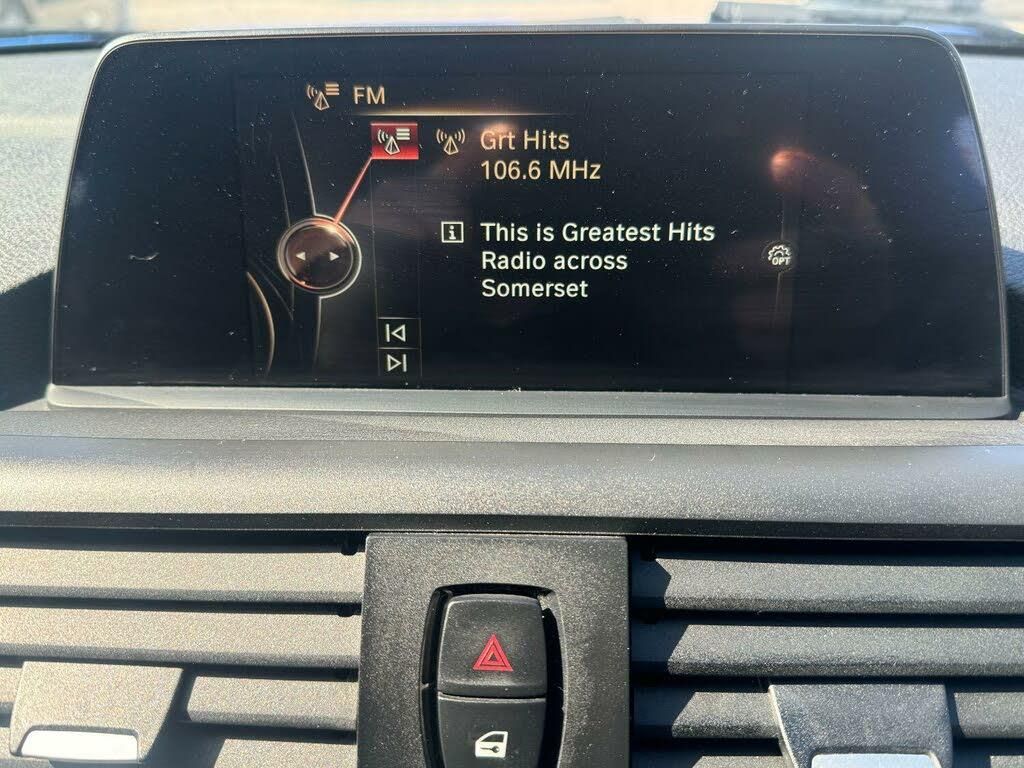 FM
Grt Hits
106.6 MHz
i This is Greatest Hits
Radio across
OPT
Somerset